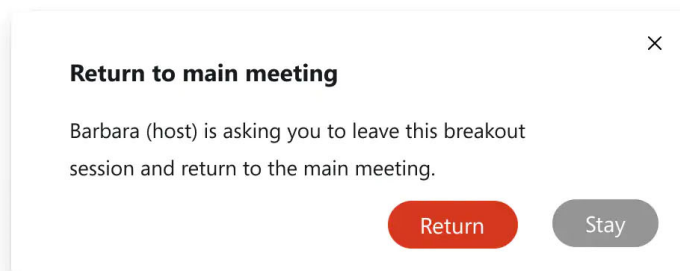 Return to main meeting
Barbara (host) is asking you to leave this breakout
session and return to the main meeting.
Return Stay